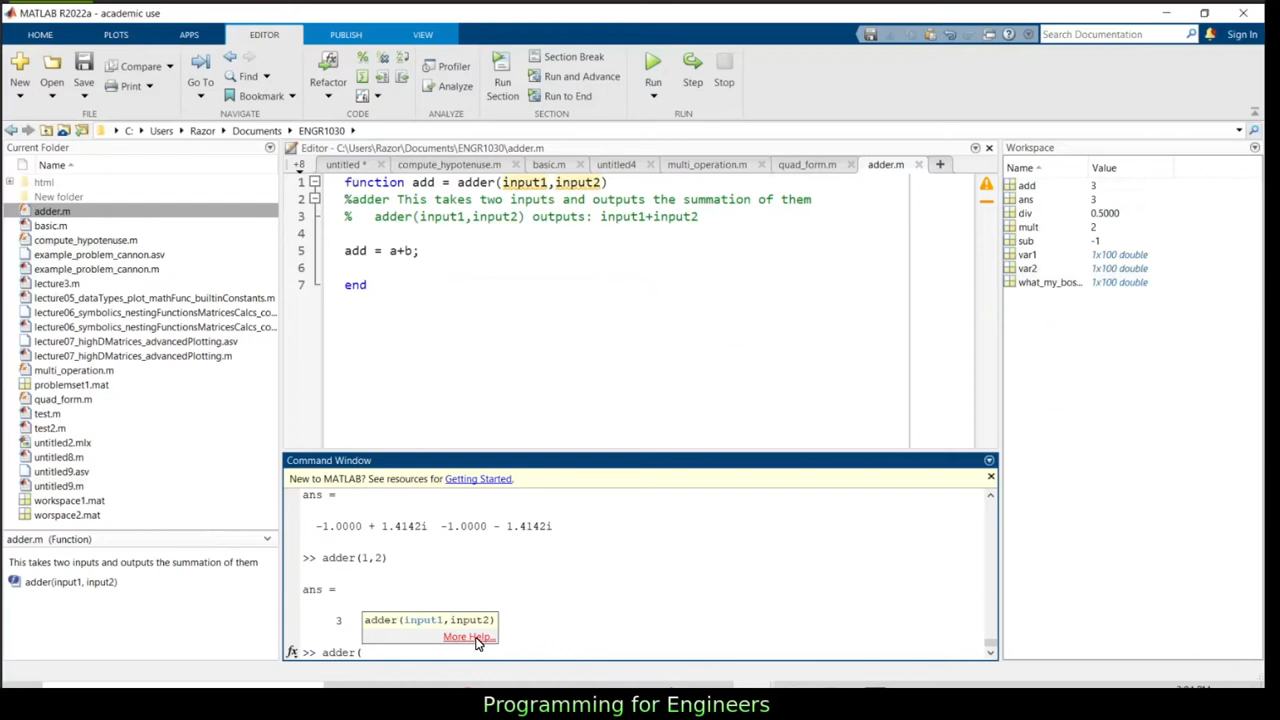 MATLAB R2022a - academic use
HOME PLOTS APPS EDITOR PUBLISH VIEW
Search Documentation
Sign In
New Open Save
Compare
Print
FILE
Go To
Find
Bookmark
NAVIGATE
Refactor
CODE
Profiler
Analyze
ANALYZE
Run Section
Section Break
Run and Advance
Run to End
SECTION
Run Step Stop
RUN
C: Users Razor Documents ENGR1030
Current Folder
Name
html
New folder
adder.m
basic.m
compute_hypotenuse.m
example_problem_cannon.asv
example_problem_cannon.m
lecture3.m
lecture05_dataTypes_plot_mathFunc_builtinConstants.m
lecture06_symbolics_nestingFunctionsMatricesCalcs_co...
lecture06_symbolics_nestingFunctionsMatricesCalcs_co...
lecture07_highDMatrices_advancedPlotting.asv
lecture07_highDMatrices_advancedPlotting.m
multi_operation.m
problemset1.mat
quad_form.m
test.m
test2.m
untitled2.mlx
untitled8.m
untitled9.asv
untitled9.m
workspace1.mat
worspace2.mat
adder.m (Function)
This takes two inputs and outputs the summation of them
adder(input1, input2)
Editor - C:\Users\Razor\Documents\ENGR1030\adder.m
+8 untitled * compute_hypotenuse.m basic.m untitled4 multi_operation.m quad_form.m adder.m
1 function add = adder(input1,input2)
2 %adder This takes two inputs and outputs the summation of them
3 % adder(input1,input2) outputs: input1+input2
4
5 add = a+b;
6
7 end
Command Window
New to MATLAB? See resources for Getting Started.
ans =
-1.0000 + 1.4142i -1.0000 - 1.4142i
>> adder(1,2)
ans =
3
adder(input1,input2)
More Help...
fx >> adder(
Workspace
Name Value
add 3
ans 3
div 0.5000
mult 2
sub -1
var1 1x100 double
var2 1x100 double
what_my_bos... 1x100 double
Programming for Engineers